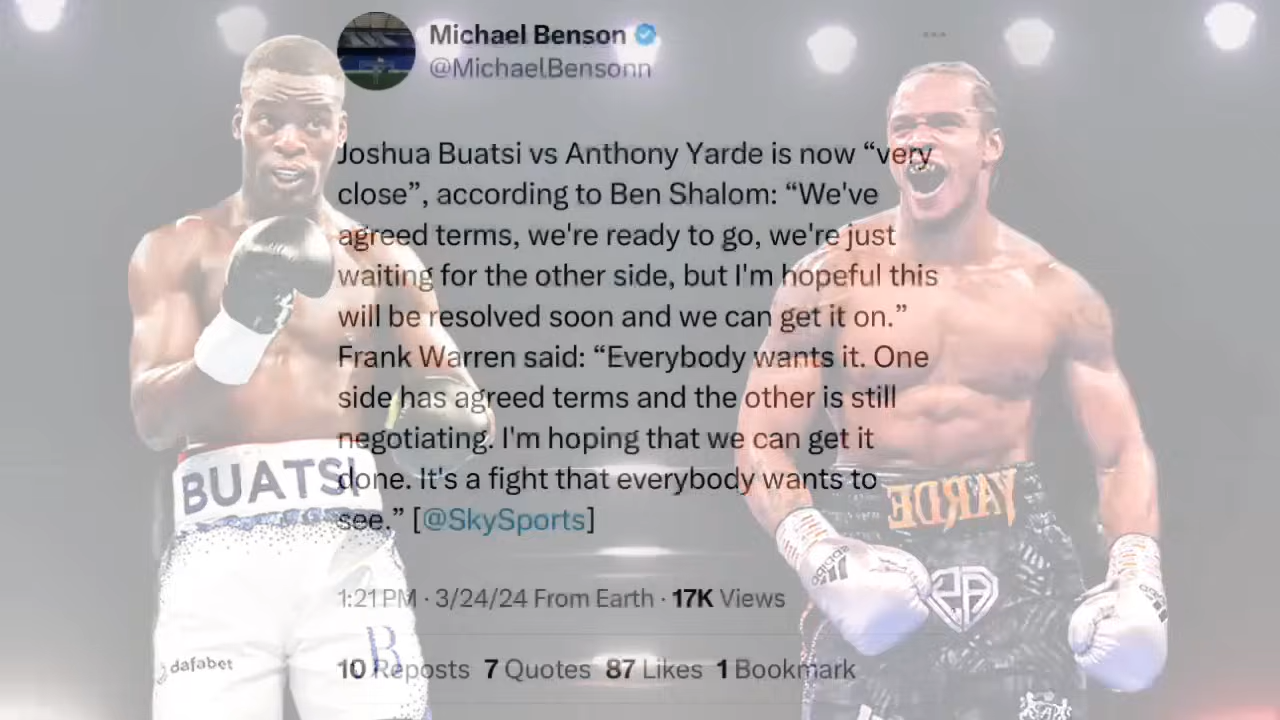 Michael Benson
@MichaelBensonn
Joshua Buatsi vs Anthony Yarde is now “very
close”, according to Ben Shalom: “We've
agreed terms, we're ready to go, we're just
waiting for the other side, but I'm hopeful this
will be resolved soon and we can get it on.”
Frank Warren said: “Everybody wants it. One
side has agreed terms and the other is still
negotiating. I'm hoping that we can get it
done. It's a fight that everybody wants to
see.” [@SkySports]
1:21 PM · 3/24/24 From Earth · 17K Views
10 Reposts 7 Quotes 87 Likes 1 Bookmark
BUATSI
YARDE
adidas
dafabet
B